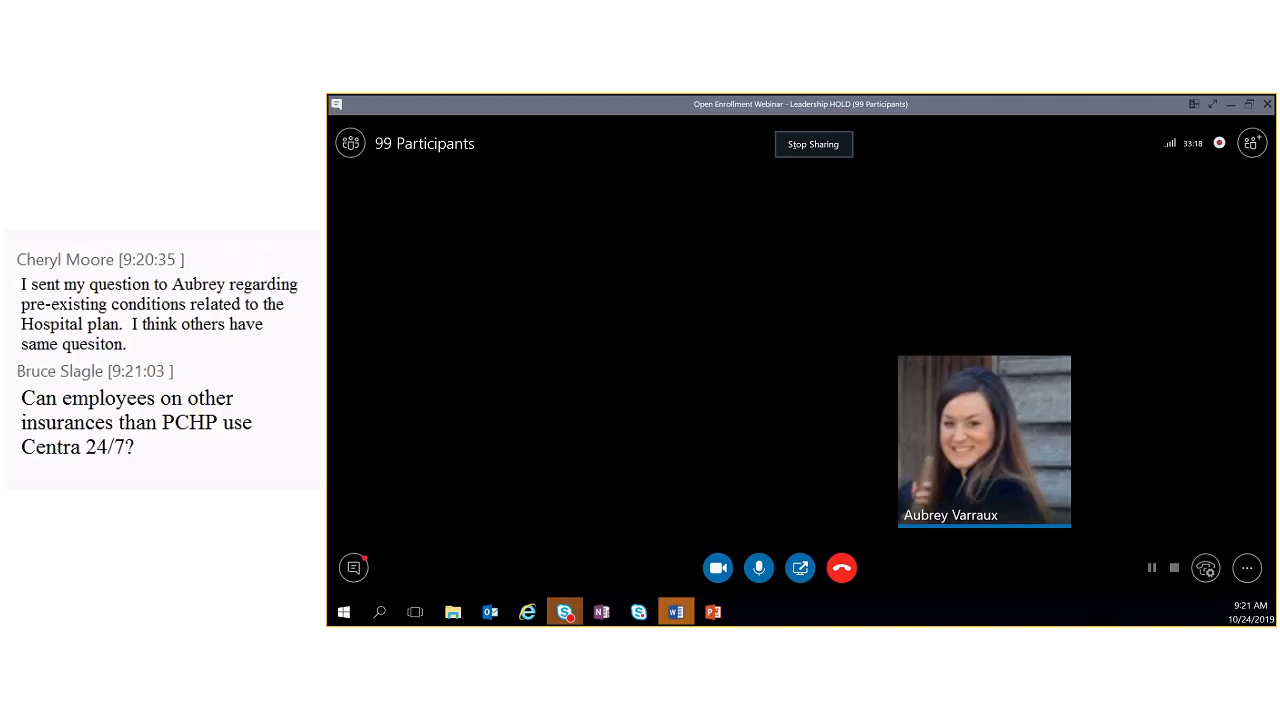 Open Enrollment Webinar - Leadership HOLD (99 Participants)
99 Participants
Stop Sharing
33:18
Cheryl Moore [9:20:35 ]
I sent my question to Aubrey regarding
pre-existing conditions related to the
Hospital plan.  I think others have
same quesiton.
Bruce Slagle [9:21:03 ]
Can employees on other
insurances than PCHP use
Centra 24/7?
Aubrey Varraux
9:21 AM
10/24/2019